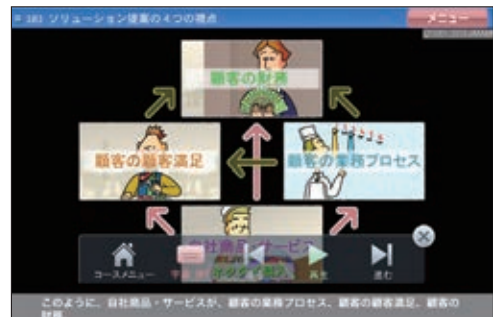 101 ソリューション提案の4つの視点
メニュー
顧客の財務
顧客の顧客満足
顧客の業務プロセス
自社商品・サービス
コースメニュー
字幕
再生
進む
このように、自社商品・サービスが、顧客の業務プロセス、顧客の顧客満足、顧客の
財務